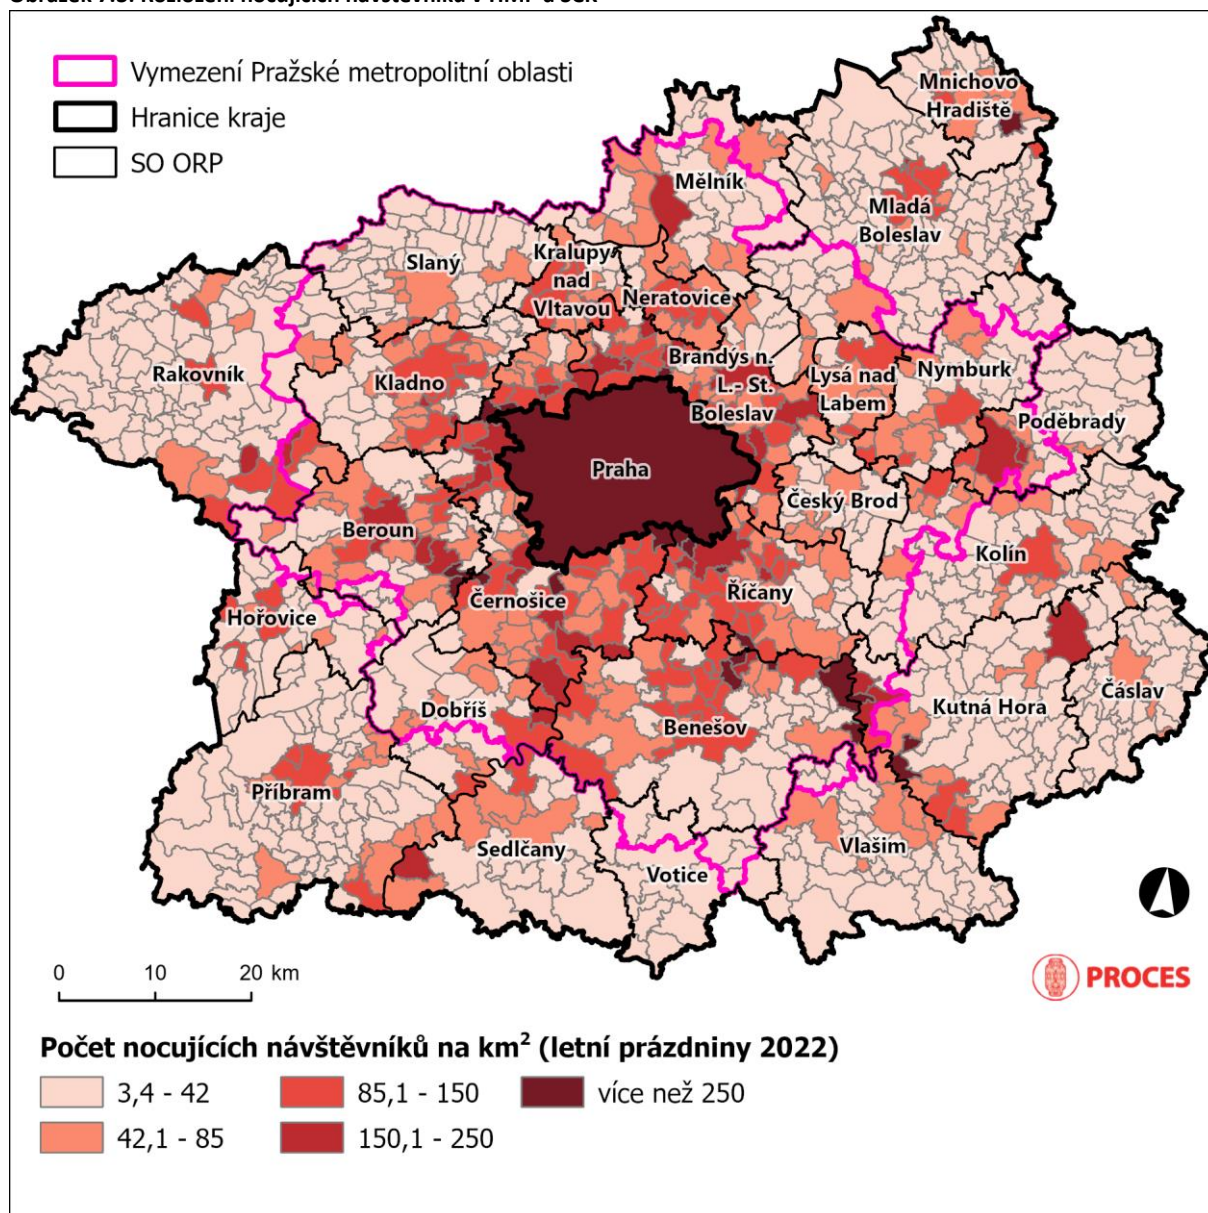 Vymezení Pražské metropolitní oblasti
Hranice kraje
SO ORP
Mnichovo
Hradiště
Mělník
Mladá
Boleslav
Slaný
Kralupy
nad
Vltavou
Neratovice
Rakovník
Kladno
Brandýs n.
L.- St.
Boleslav
Lysá nad
Labem
Nymburk
Poděbrady
Praha
Český Brod
Beroun
Kolín
Hořovice
Černošice
Říčany
Dobříš
Benešov
Kutná Hora
Čáslav
Příbram
Sedlčany
Votice
Vlašim
0 10 20 km
PROCES
Počet nocujících návštěvníků na km² (letní prázdniny 2022)
3,4 - 42
85,1 - 150
více než 250
42,1 - 85
150,1 - 250